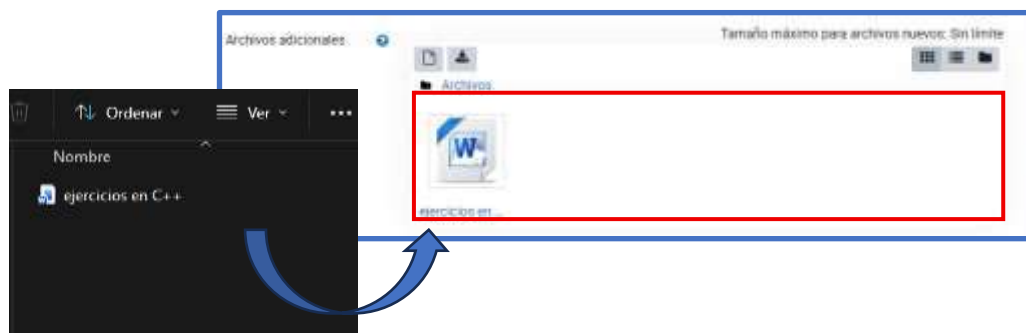 Archivos adicionales
Tamaño máximo para archivos nuevos: Sin límite
Archivos
W
ejercicios en ...
Ordenar
Ver
Nombre
ejercicios en C++